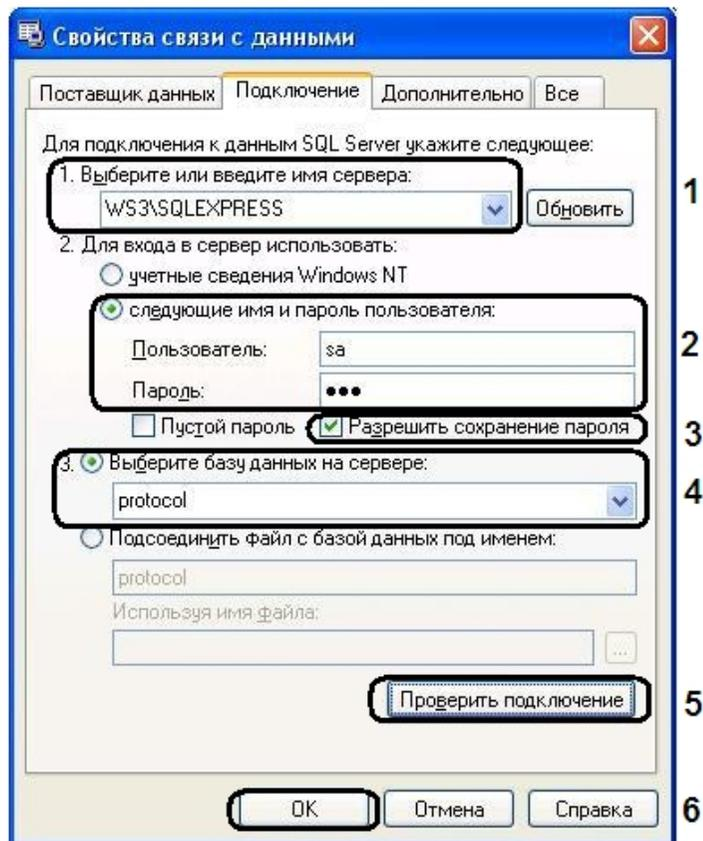 Свойства связи с данными
Поставщик данных Подключение Дополнительно Все
Для подключения к данным SQL Server укажите следующее:
1. Выберите или введите имя сервера:
1
WS3\SQLEXPRESS Обновить
2. Для входа в сервер использовать:
учетные сведения Windows NT
следующие имя и пароль пользователя:
2
Пользователь: sa
Пароль: •••
Пустой пароль Разрешить сохранение пароля
3
3. Выберите базу данных на сервере:
4
protocol
Подсоединить файл с базой данных под именем:
protocol
Используя имя файла:
...
Проверить подключение
5
OK Отмена Справка
6